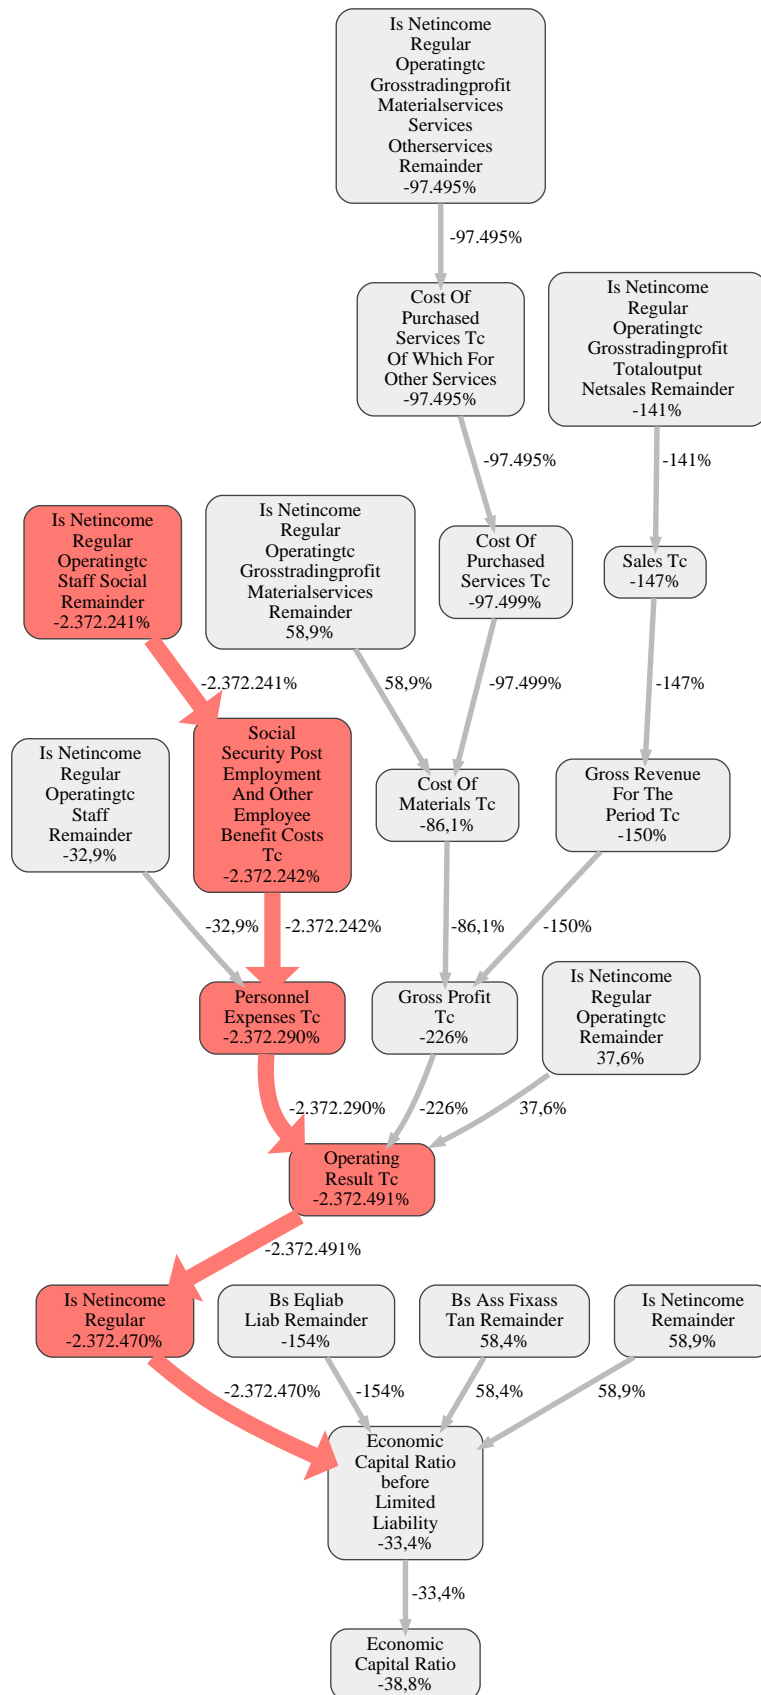 Is Netincome
Regular
Operatingtc
Grosstradingprofit
Materialservices
Services
Otherservices
Remainder
-97.495%
-97.495%
Cost Of
Purchased
Services Tc
Of Which For
Other Services
-97.495%
Is Netincome
Regular
Operatingtc
Grosstradingprofit
Totaloutput
Netsales Remainder
-141%
-97.495%
-141%
Is Netincome
Regular
Operatingtc
Staff Social
Remainder
-2.372.241%
Is Netincome
Regular
Operatingtc
Grosstradingprofit
Materialservices
Remainder
58,9%
Cost Of
Purchased
Services Tc
-97.499%
Sales Tc
-147%
-2.372.241%
58,9%
-97.499%
-147%
Is Netincome
Regular
Operatingtc
Staff
Remainder
-32,9%
Social
Security Post
Employment
And Other
Employee
Benefit Costs
Tc
-2.372.242%
Cost Of
Materials Tc
-86,1%
Gross Revenue
For The
Period Tc
-150%
-32,9%
-2.372.242%
-86,1%
-150%
Personnel
Expenses Tc
-2.372.290%
Gross Profit
Tc
-226%
Is Netincome
Regular
Operatingtc
Remainder
37,6%
-2.372.290%
-226%
37,6%
Operating
Result Tc
-2.372.491%
-2.372.491%
Is Netincome
Regular
-2.372.470%
Bs Eqliab
Liab Remainder
-154%
Bs Ass Fixass
Tan Remainder
58,4%
Is Netincome
Remainder
58,9%
-2.372.470%
-154%
58,4%
58,9%
Economic
Capital Ratio
before
Limited
Liability
-33,4%
-33,4%
Economic
Capital Ratio
-38,8%